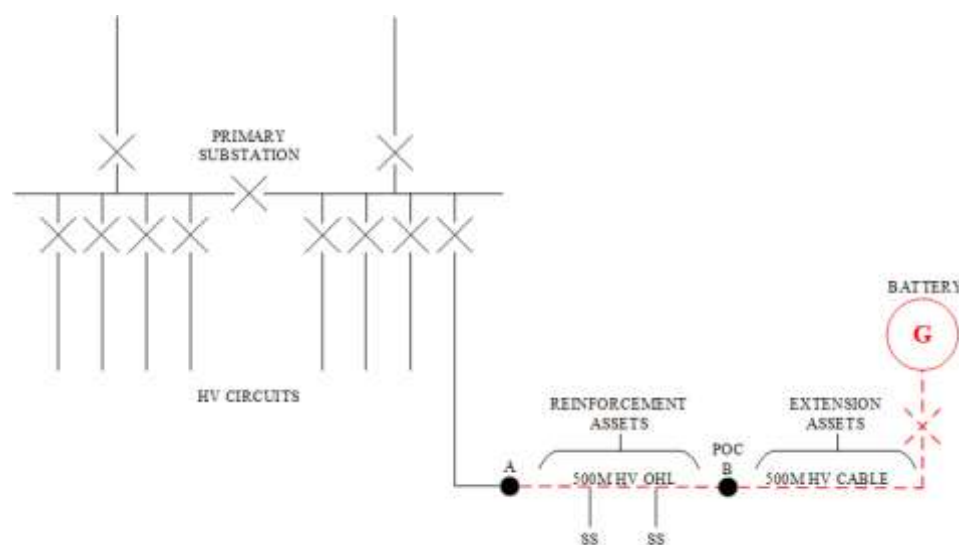 PRIMARY
SUBSTATION
BATTERY
G
HV CIRCUITS
REINFORCEMENT
ASSETS
EXTENSION
ASSETS
POC
A
B
500M HV OHL
500M HV CABLE
SS
SS